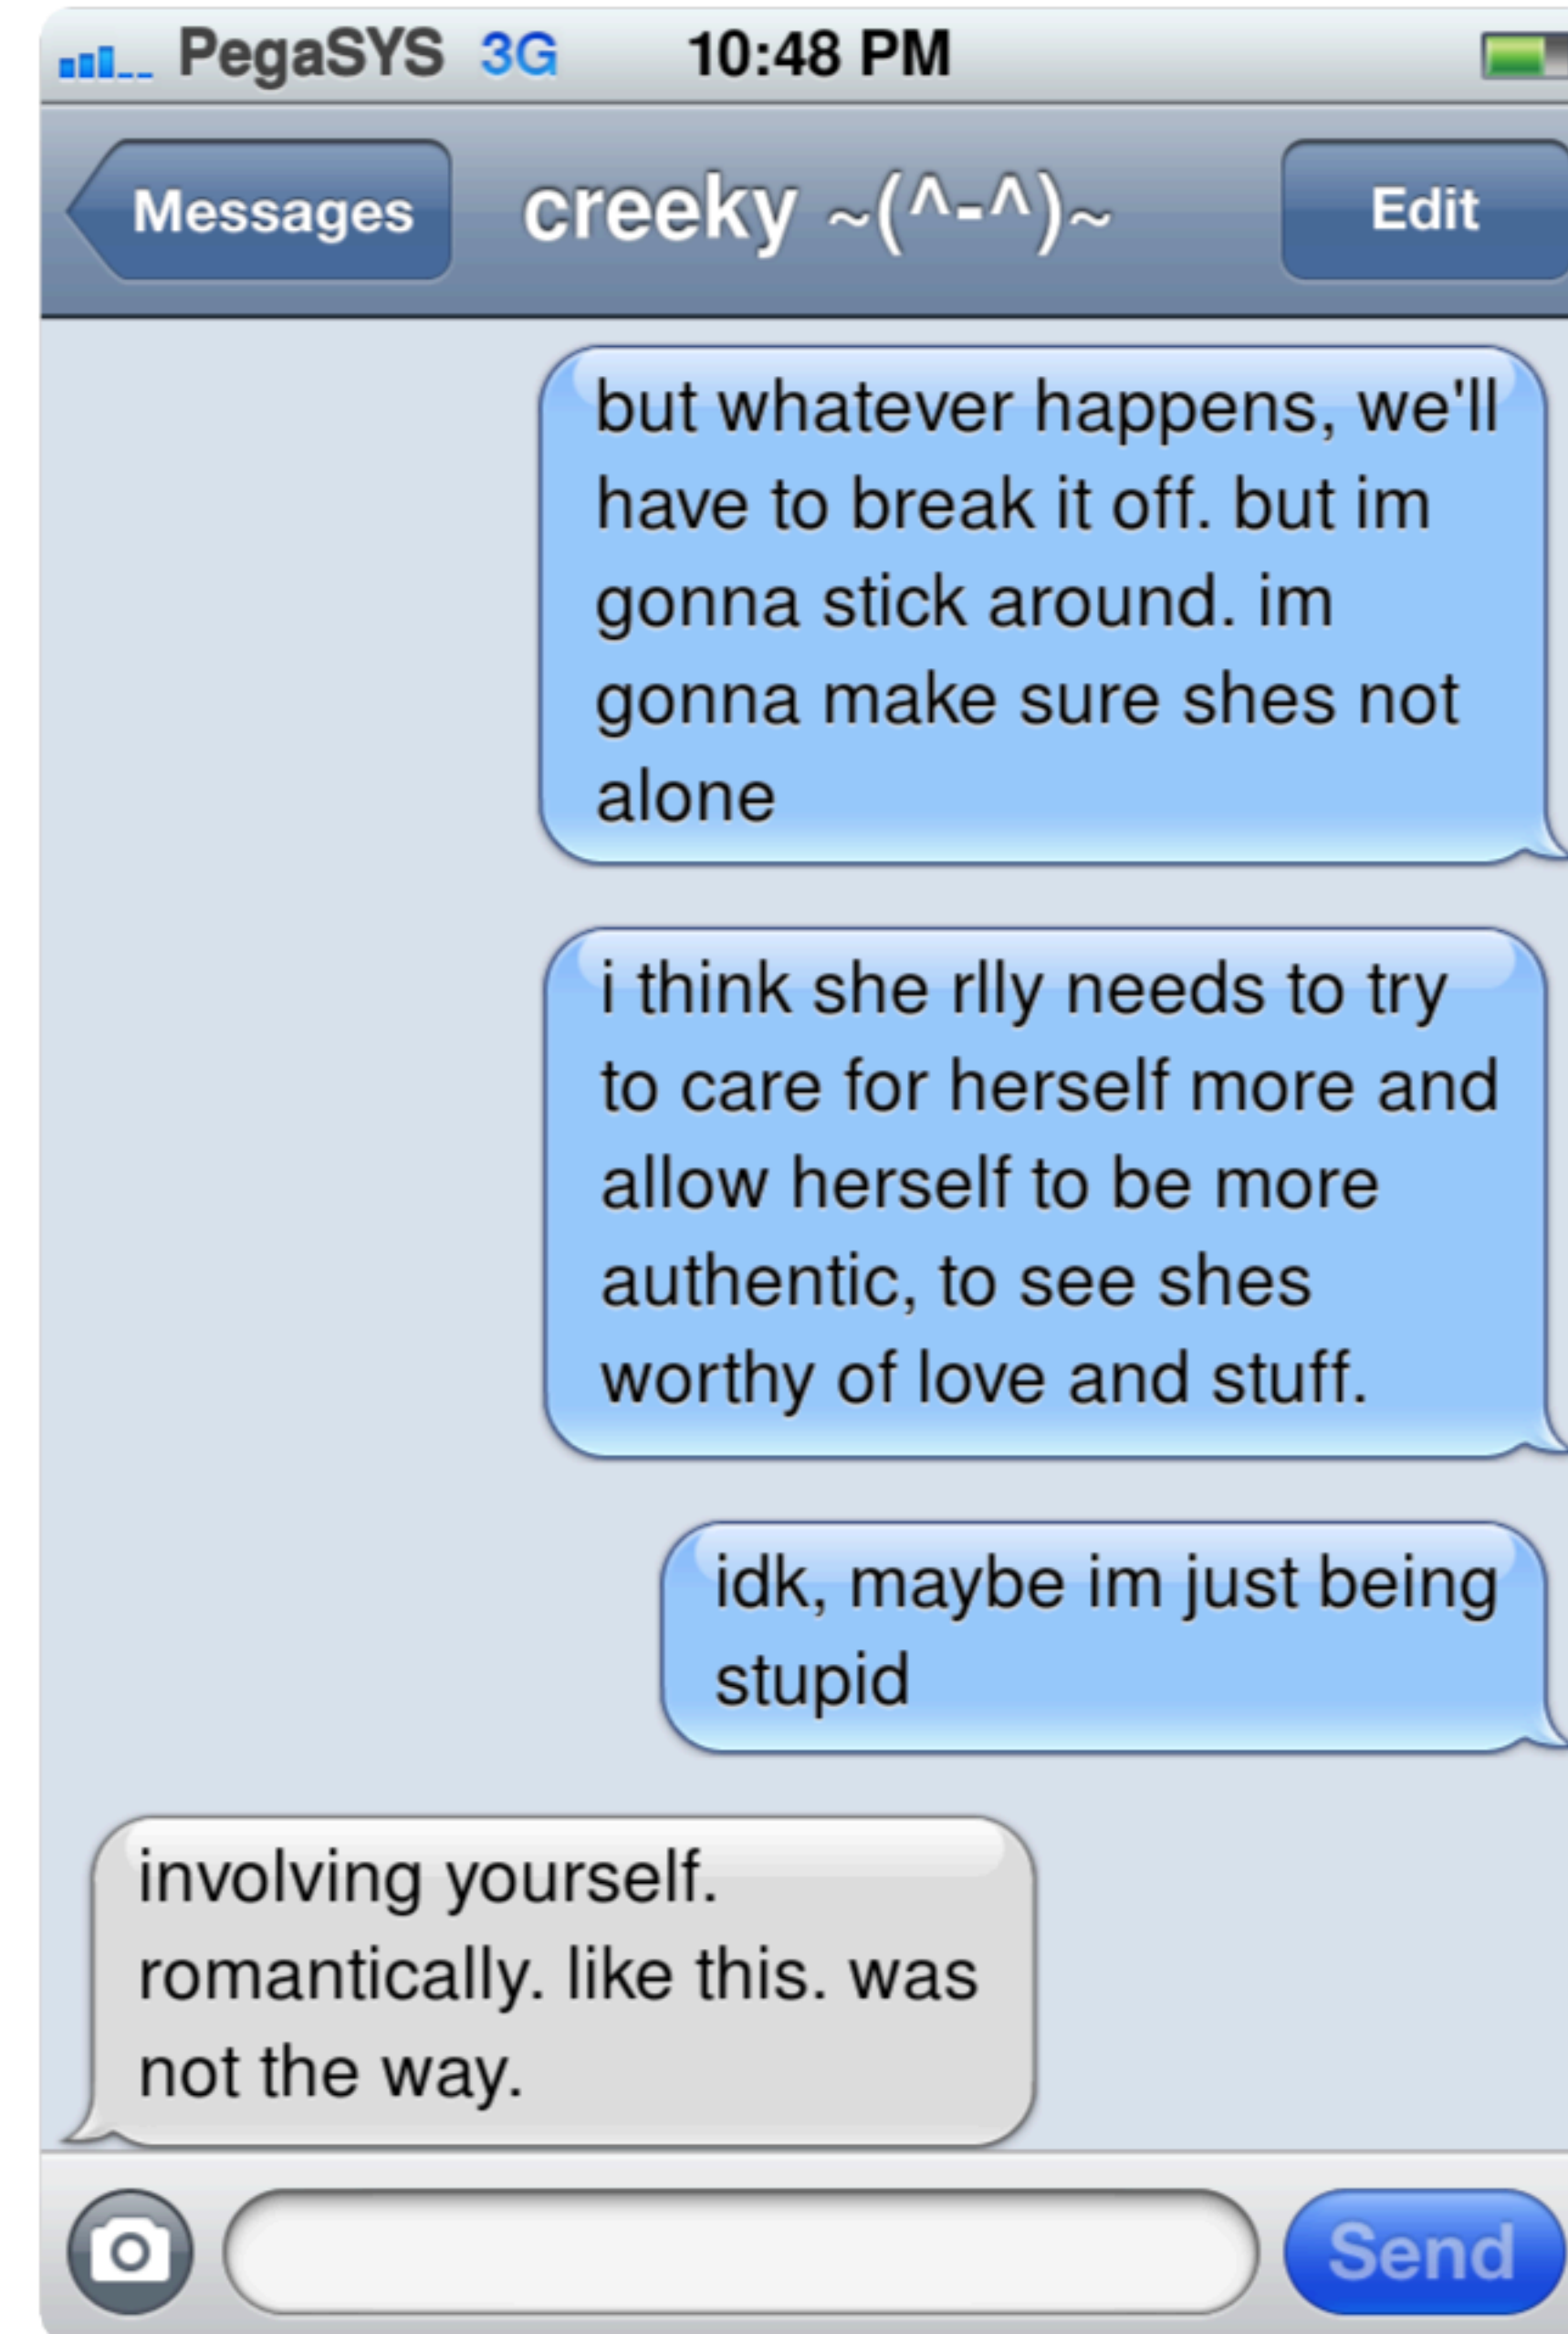 PegaSYS 3G 10:48 PM
Messages creeky ~(^-^)~ Edit
but whatever happens, we'll
have to break it off. but im
gonna stick around. im
gonna make sure shes not
alone
i think she rlly needs to try
to care for herself more and
allow herself to be more
authentic, to see shes
worthy of love and stuff.
idk, maybe im just being
stupid
involving yourself.
romantically. like this. was
not the way.
Send